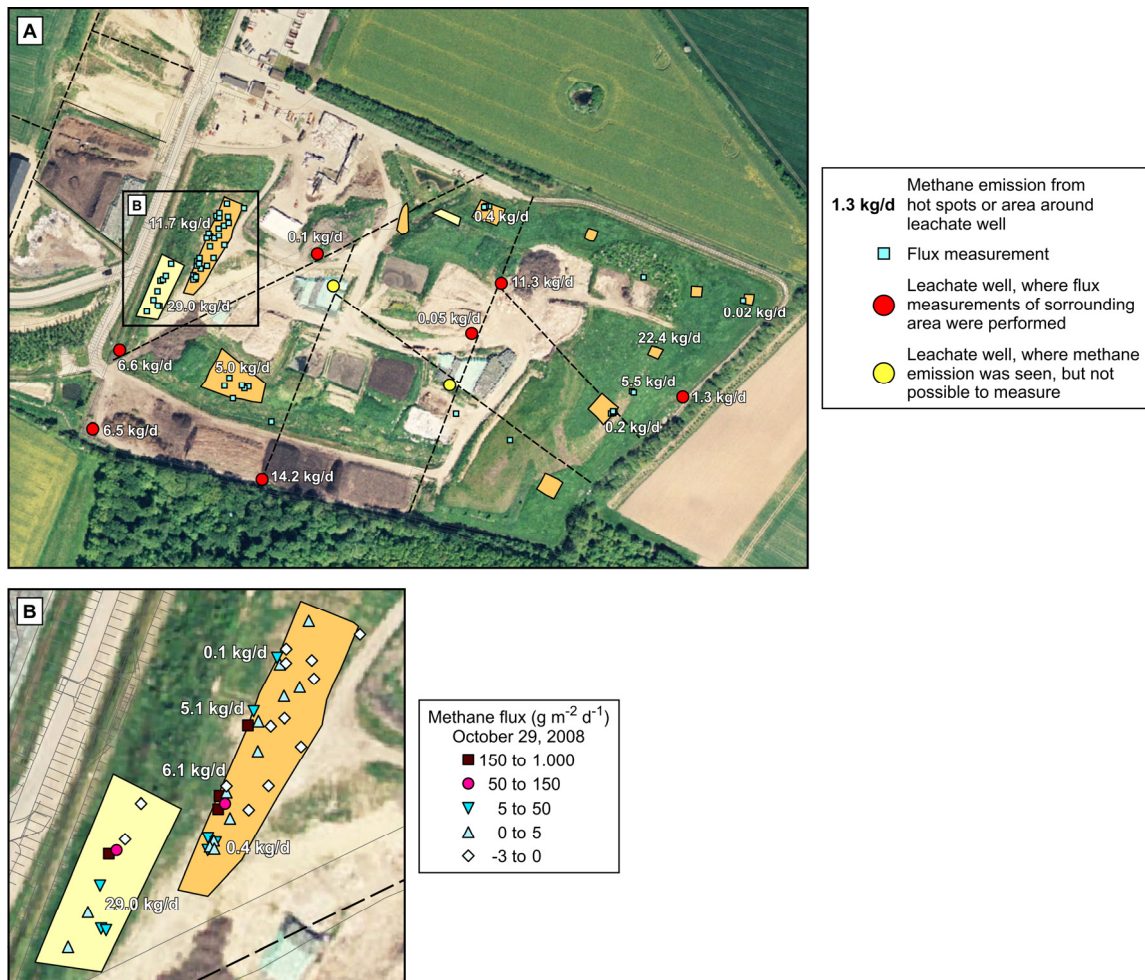 A
B
11.7 kg/d
29.0 kg/d
0.1 kg/d
0.4 kg/d
11.3 kg/d
0.02 kg/d
0.05 kg/d
22.4 kg/d
6.6 kg/d
5.0 kg/d
5.5 kg/d
1.3 kg/d
0.2 kg/d
6.5 kg/d
14.2 kg/d
1.3 kg/d
Methane emission from
hot spots or area around
leachate well
Flux measurement
Leachate well, where flux
measurements of sorrounding
area were performed
Leachate well, where methane
emission was seen, but not
possible to measure
B
0.1 kg/d
5.1 kg/d
6.1 kg/d
0.4 kg/d
29.0 kg/d
Methane flux (g m⁻² d⁻¹)
October 29, 2008
150 to 1.000
50 to 150
5 to 50
0 to 5
-3 to 0